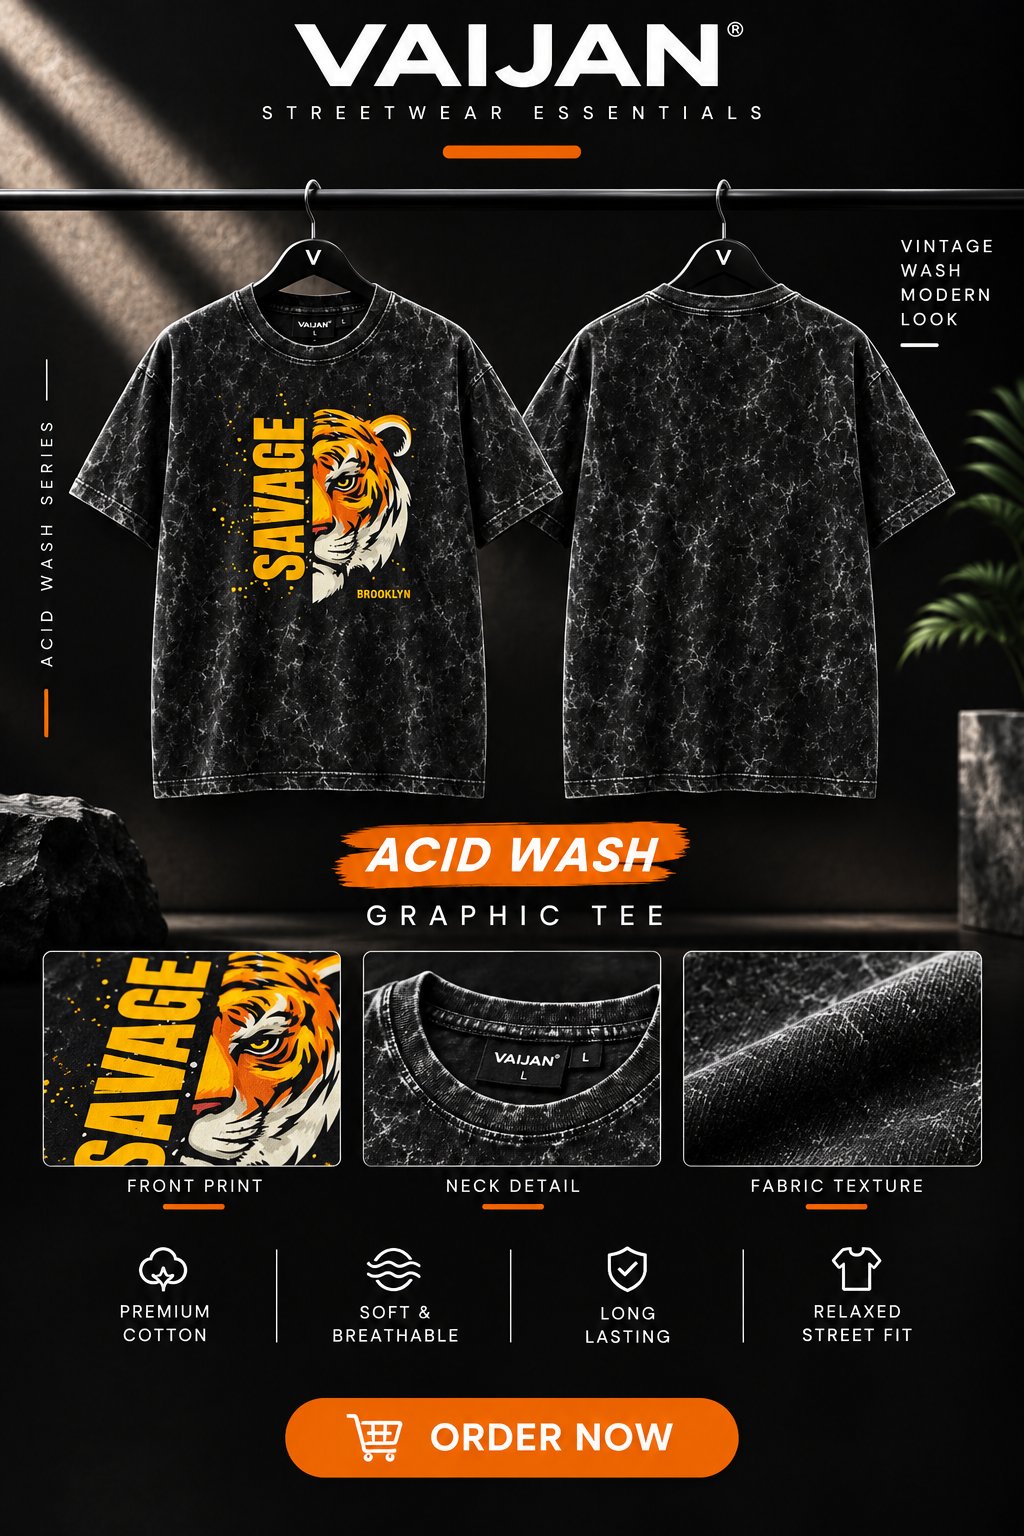 VAIJAN®
STREETWEAR ESSENTIALS
V
V
VINTAGE
WASH
MODERN
LOOK
VAIJAN®
L
L
ACID WASH SERIES
SAVAGE
BROOKLYN
ACID WASH
GRAPHIC TEE
SAVAGE
VAIJAN®
L
L
FRONT PRINT
NECK DETAIL
FABRIC TEXTURE
PREMIUM
COTTON
SOFT &
BREATHABLE
LONG
LASTING
RELAXED
STREET FIT
ORDER NOW